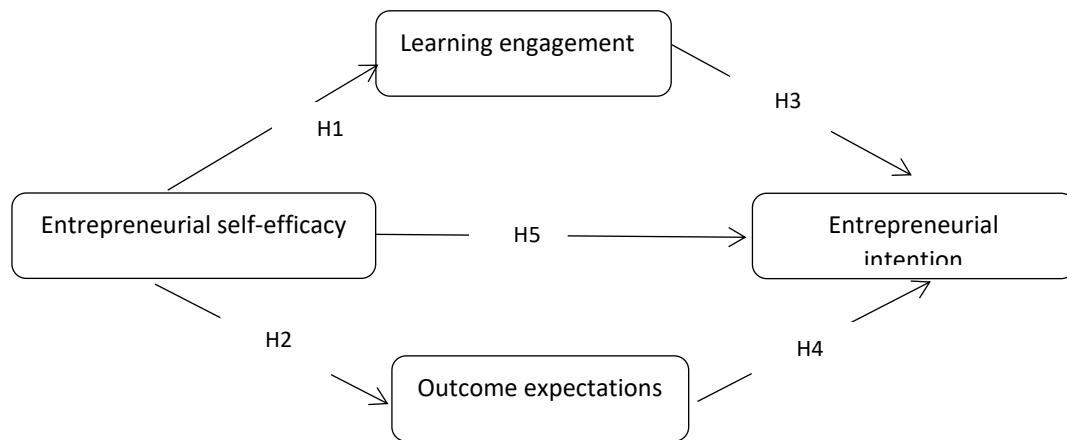 Learning engagement
H3
H1
Entrepreneurial self-efficacy
H5
Entrepreneurial
intention
H2
H4
Outcome expectations